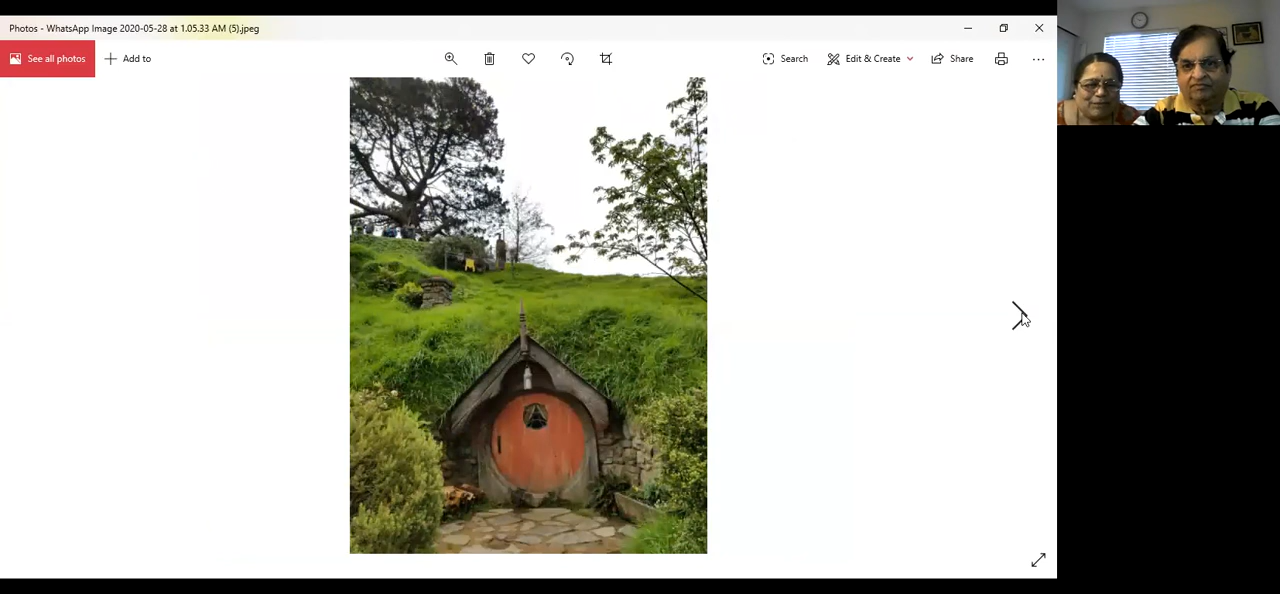 Photos - WhatsApp Image 2020-05-28 at 1.05.33 AM (5).jpeg
See all photos
Add to
Search
Edit & Create
Share